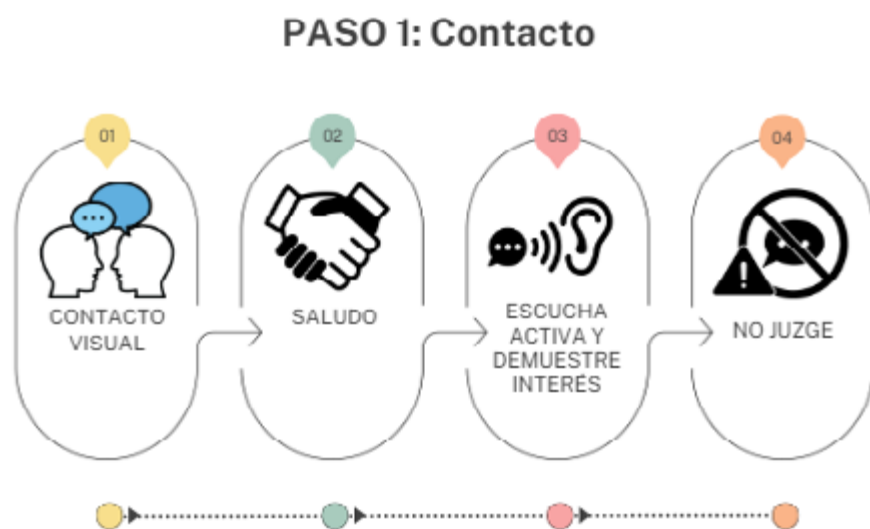 PASO 1: Contacto
01
CONTACTO
VISUAL
02
SALUDO
03
ESCUCHA
ACTIVA Y
DEMUESTRE
INTERÉS
04
NO JUZGE